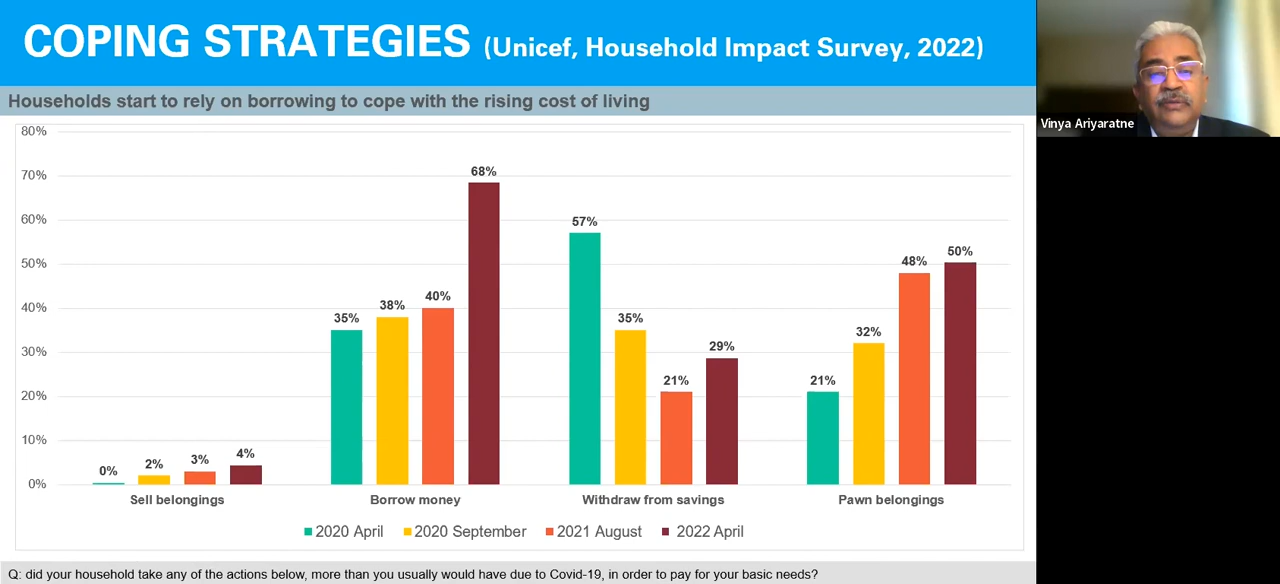 COPING STRATEGIES (Unicef, Household Impact Survey, 2022)
Households start to rely on borrowing to cope with the rising cost of living
Vinya Ariyaratne
80%
70%
60%
50%
40%
30%
20%
10%
0%
0% 2% 3% 4%
35% 38% 40% 68%
57% 35% 21% 29%
21% 32% 48% 50%
Sell belongings Borrow money Withdraw from savings Pawn belongings
2020 April 2020 September 2021 August 2022 April
Q: did your household take any of the actions below, more than you usually would have due to Covid-19, in order to pay for your basic needs?